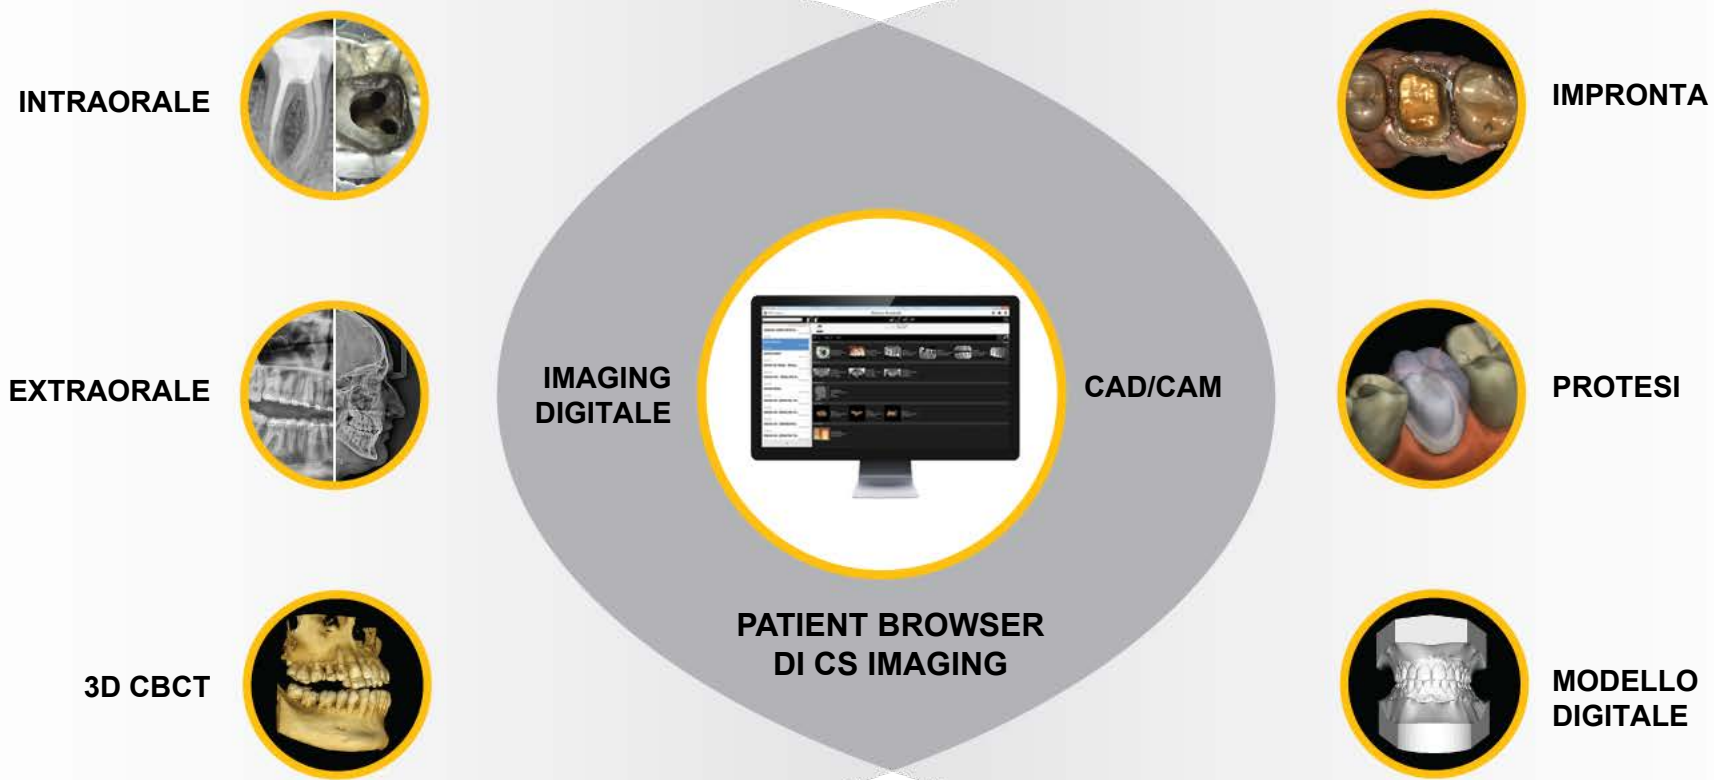 INTRAORALE
EXTRAORALE
3D CBCT
IMAGING
DIGITALE
CAD/CAM
PATIENT BROWSER
DI CS IMAGING
IMPRONTA
PROTESI
MODELLO
DIGITALE